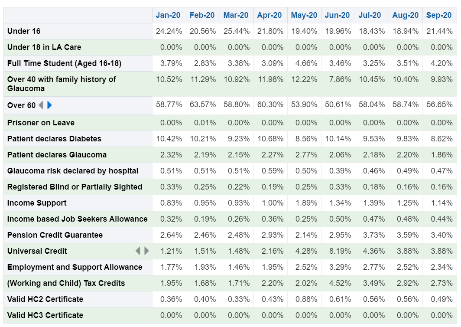 Jan-20 Feb-20 Mar-20 Apr-20 May-20 Jun-20 Jul-20 Aug-20 Sep-20
Under 16 24.24% 20.56% 25.44% 21.80% 19.40% 19.96% 18.43% 18.94% 21.44%
Under 18 in LA Care 0.00% 0.00% 0.00% 0.00% 0.00% 0.00% 0.00% 0.00% 0.00%
Full Time Student (Aged 16-18) 3.79% 2.83% 3.38% 3.09% 4.66% 3.46% 3.25% 3.51% 4.20%
Over 40 with family history of
Glaucoma 10.52% 11.29% 10.92% 11.98% 12.22% 7.86% 10.45% 10.40% 9.93%
Over 60 58.77% 63.57% 58.80% 60.30% 53.90% 50.61% 58.04% 58.74% 56.65%
Prisoner on Leave 0.00% 0.01% 0.00% 0.00% 0.00% 0.00% 0.00% 0.00% 0.00%
Patient declares Diabetes 10.42% 10.21% 9.23% 10.68% 8.56% 10.14% 9.53% 9.83% 8.62%
Patient declares Glaucoma 2.32% 2.19% 2.15% 2.27% 2.77% 2.06% 2.18% 2.20% 1.86%
Glaucoma risk declared by hospital 0.51% 0.51% 0.51% 0.59% 0.50% 0.39% 0.46% 0.49% 0.47%
Registered Blind or Partially Sighted 0.33% 0.25% 0.22% 0.19% 0.25% 0.33% 0.18% 0.16% 0.16%
Income Support 0.83% 0.95% 0.93% 1.00% 1.89% 1.34% 1.39% 1.25% 1.14%
Income based Job Seekers Allowance 0.32% 0.19% 0.26% 0.36% 0.25% 0.50% 0.47% 0.48% 0.44%
Pension Credit Guarantee 2.64% 2.46% 2.48% 2.93% 2.14% 2.95% 3.73% 3.59% 3.40%
Universal Credit 1.21% 1.51% 1.48% 2.16% 4.28% 8.19% 4.36% 3.88% 3.88%
Employment and Support Allowance 1.77% 1.93% 1.46% 1.95% 2.52% 3.29% 2.77% 2.52% 2.34%
(Working and Child) Tax Credits 1.95% 1.68% 1.71% 2.20% 2.02% 4.52% 3.49% 2.92% 2.73%
Valid HC2 Certificate 0.36% 0.40% 0.33% 0.43% 0.88% 0.61% 0.56% 0.56% 0.49%
Valid HC3 Certificate 0.00% 0.00% 0.00% 0.00% 0.00% 0.00% 0.00% 0.00% 0.00%